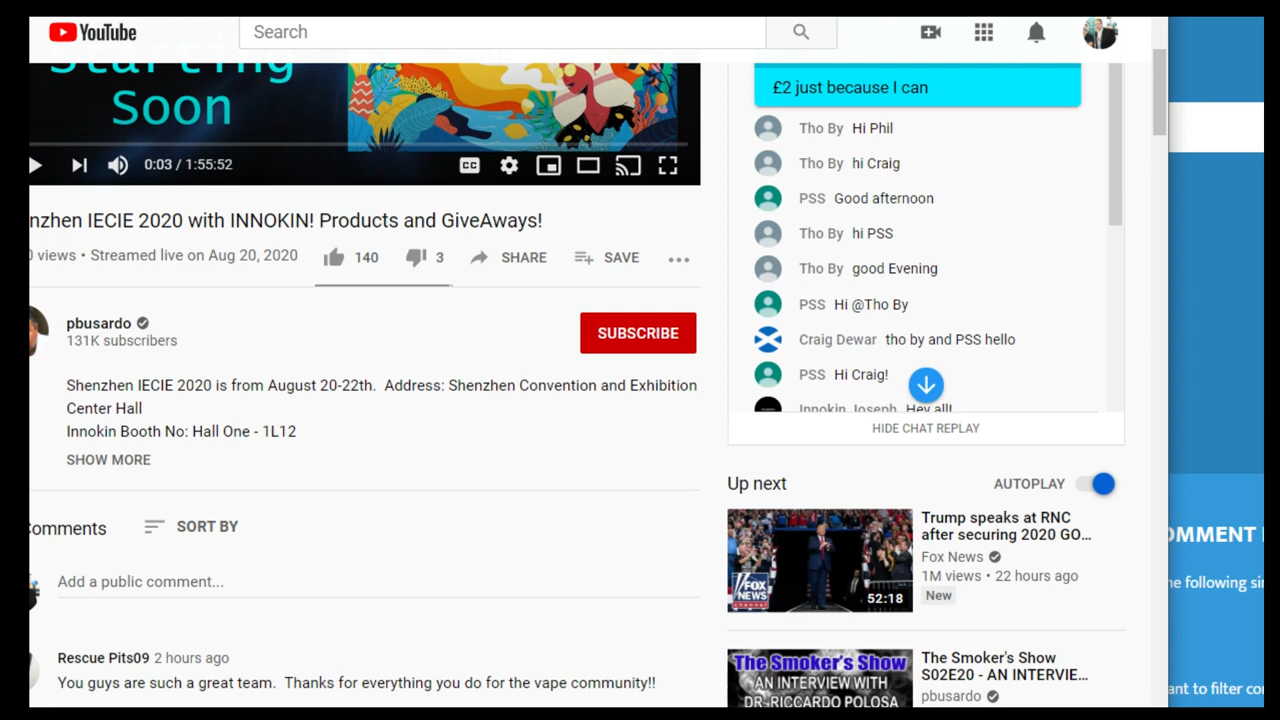 YouTube
Search
Starting
Soon
0:03 / 1:55:52
CC
nzhen IECIE 2020 with INNOKIN! Products and GiveAways!
views • Streamed live on Aug 20, 2020
140
3
SHARE
SAVE
pbusardo
131K subscribers
SUBSCRIBE
Shenzhen IECIE 2020 is from August 20-22th. Address: Shenzhen Convention and Exhibition
Center Hall
Innokin Booth No: Hall One - 1L12
SHOW MORE
omments
SORT BY
Add a public comment...
Rescue Pits09 2 hours ago
You guys are such a great team. Thanks for everything you do for the vape community!!
£2 just because I can
Tho By Hi Phil
Tho By hi Craig
PSS Good afternoon
Tho By hi PSS
Tho By good Evening
PSS Hi @Tho By
Craig Dewar tho by and PSS hello
PSS Hi Craig!
Innokin Joseph Hey all!
HIDE CHAT REPLAY
Up next
AUTOPLAY
FOX
NEWS
channel
52:18
Trump speaks at RNC
after securing 2020 GO...
Fox News
1M views • 22 hours ago
New
The Smoker's Show
AN INTERVIEW WITH
DR. RICCARDO POLOSA
The Smoker's Show
S02E20 - AN INTERVIE...
pbusardo
OMMENT
ne following si
ant to filter co